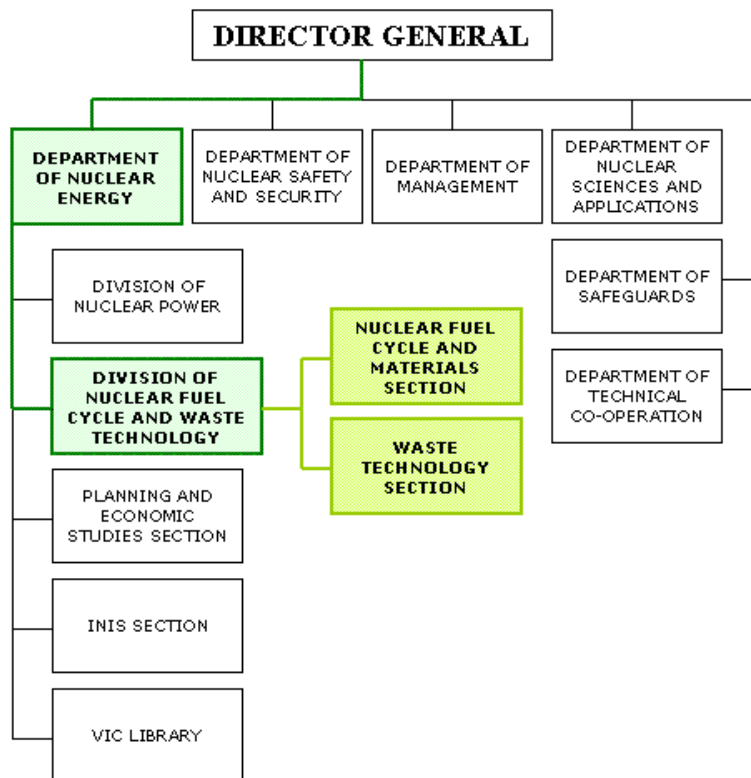 DIRECTOR GENERAL
DEPARTMENT
OF NUCLEAR
ENERGY
DEPARTMENT OF
NUCLEAR SAFETY
AND SECURITY
DEPARTMENT OF
MANAGEMENT
DEPARTMENT OF
NUCLEAR
SCIENCES AND
APPLICATIONS
DIVISION OF
NUCLEAR POWER
DEPARTMENT OF
SAFEGUARDS
DIVISION OF
NUCLEAR FUEL
CYCLE AND WASTE
TECHNOLOGY
NUCLEAR FUEL
CYCLE AND
MATERIALS
SECTION
DEPARTMENT OF
TECHNICAL
CO-OPERATION
WASTE
TECHNOLOGY
SECTION
PLANNING AND
ECONOMIC
STUDIES SECTION
INIS SECTION
VIC LIBRARY